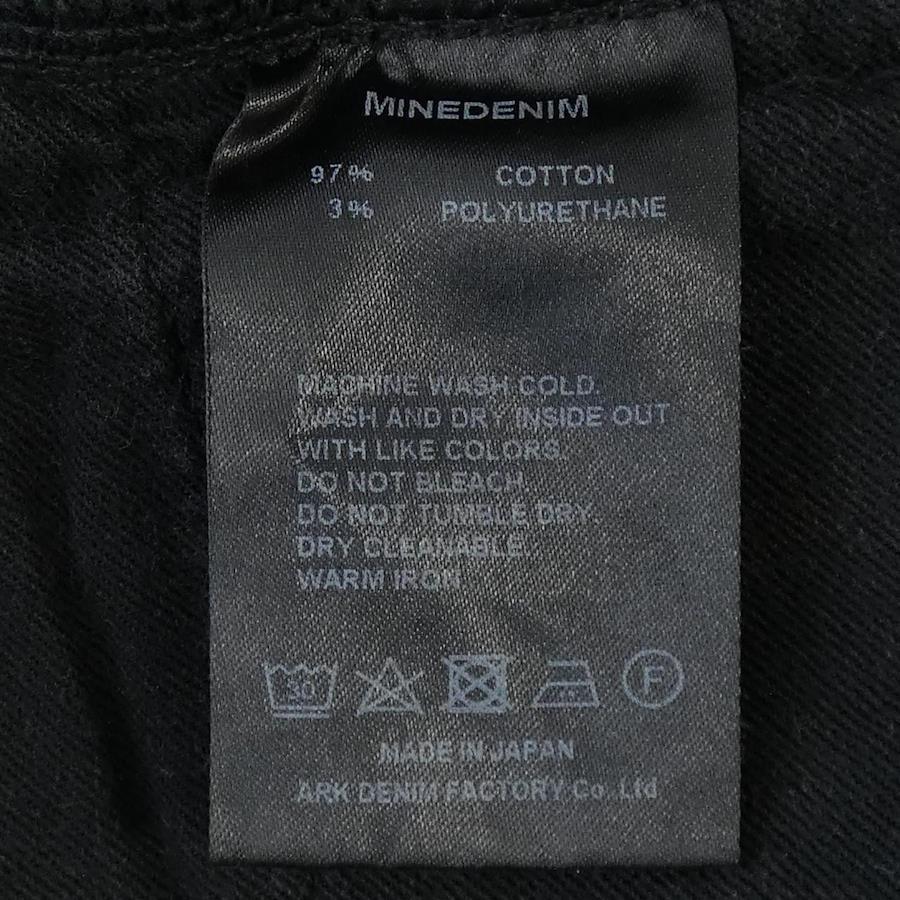 MINEDENIM
97% COTTON
3% POLYURETHANE
MACHINE WASH COLD.
WASH AND DRY INSIDE OUT
WITH LIKE COLORS.
DO NOT BLEACH.
DO NOT TUMBLE DRY.
DRY CLEANABLE.
WARM IRON.
30 F
MADE IN JAPAN
ARK DENIM FACTORY Co. Ltd